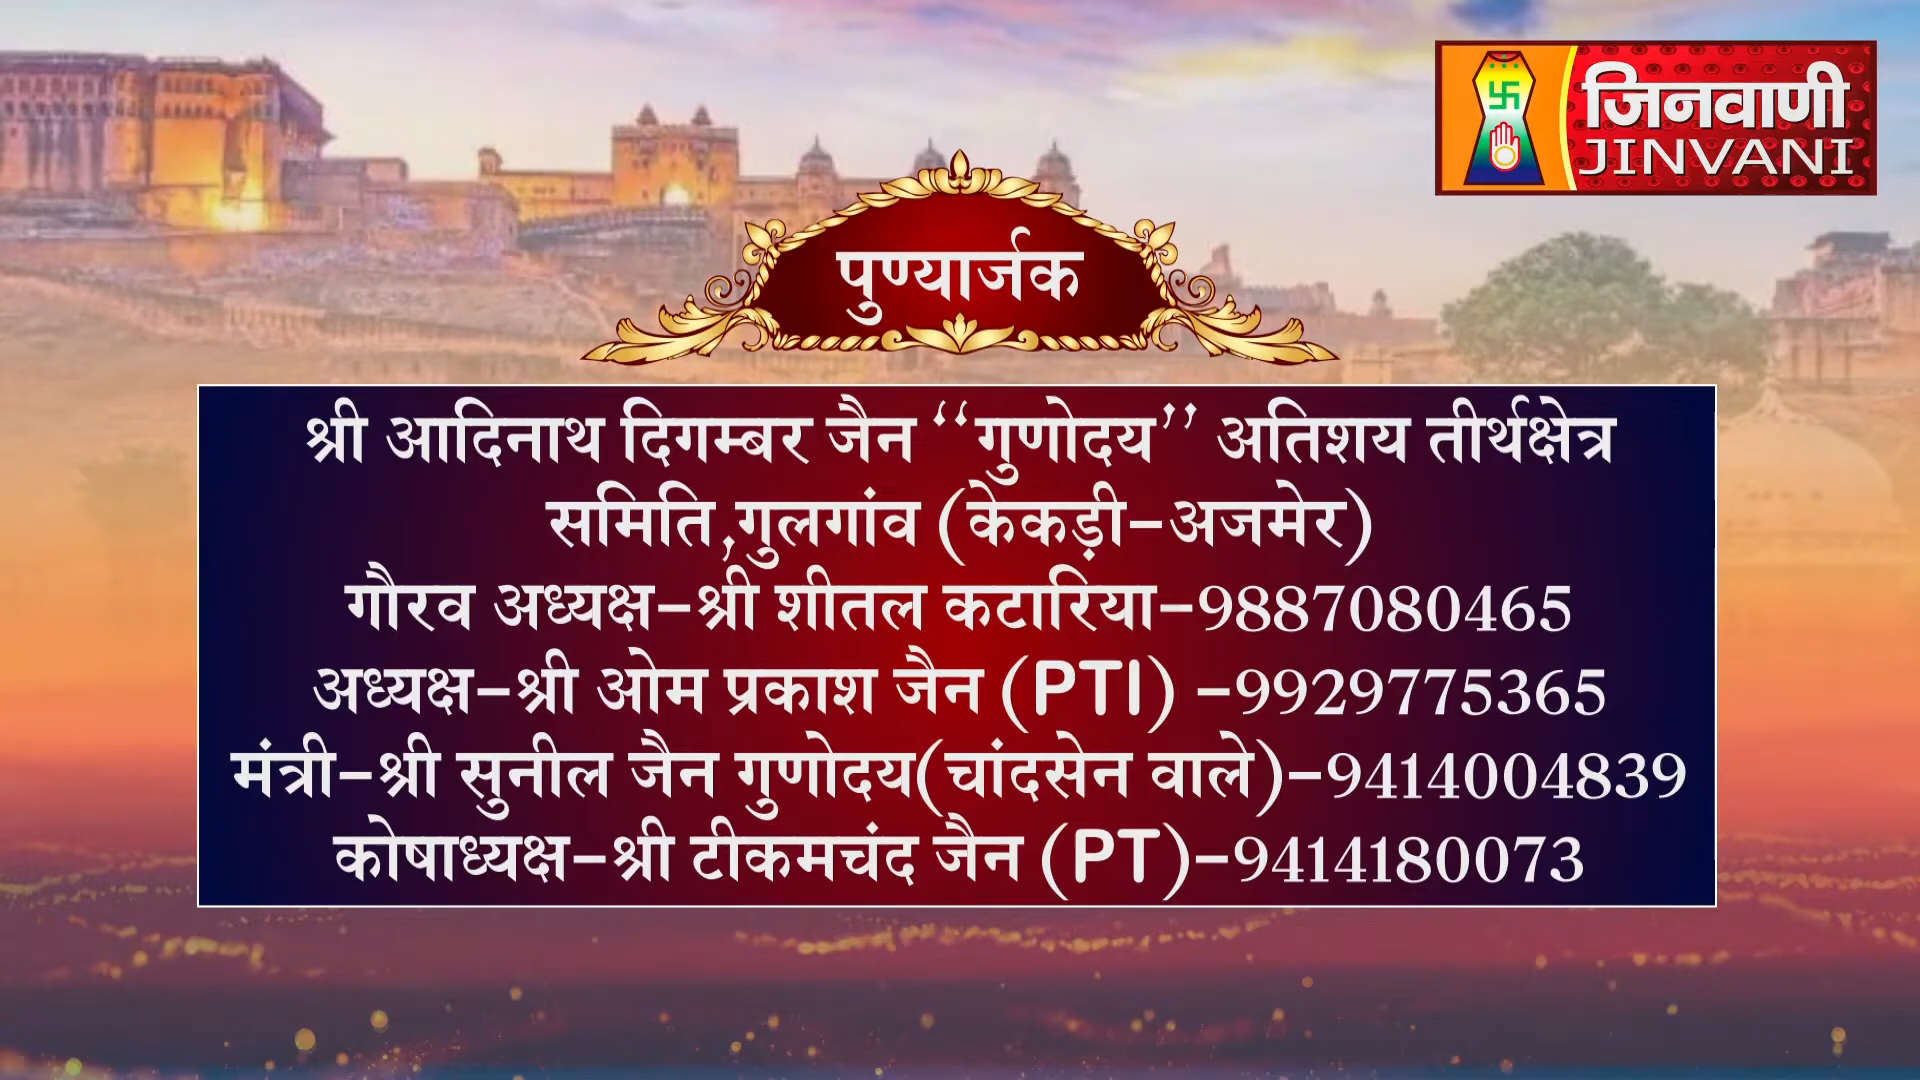 जिनवाणी
JINVANI
पुण्यार्जक
श्री आदिनाथ दिगम्बर जैन ‘‘गुणोदय’’ अतिशय तीर्थक्षेत्र
समिति,गुलगांव (केकड़ी-अजमेर)
गौरव अध्यक्ष-श्री शीतल कटारिया-9887080465
अध्यक्ष-श्री ओम प्रकाश जैन (PTI) -9929775365
मंत्री-श्री सुनील जैन गुणोदय(चांदसेन वाले)-9414004839
कोषाध्यक्ष-श्री टीकमचंद जैन (PT)-9414180073